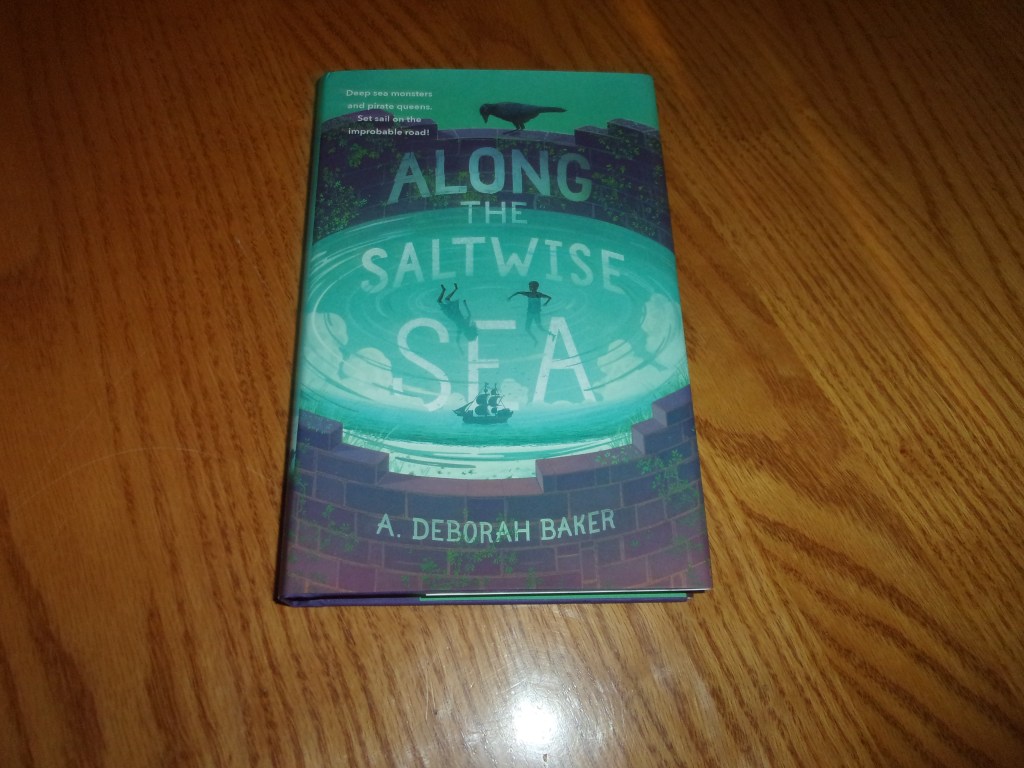 Deep sea monsters
and pirate queens.
Set sail on the
improbable road!
ALONG
THE
SALTWISE
SEA
A. DEBORAH BAKER